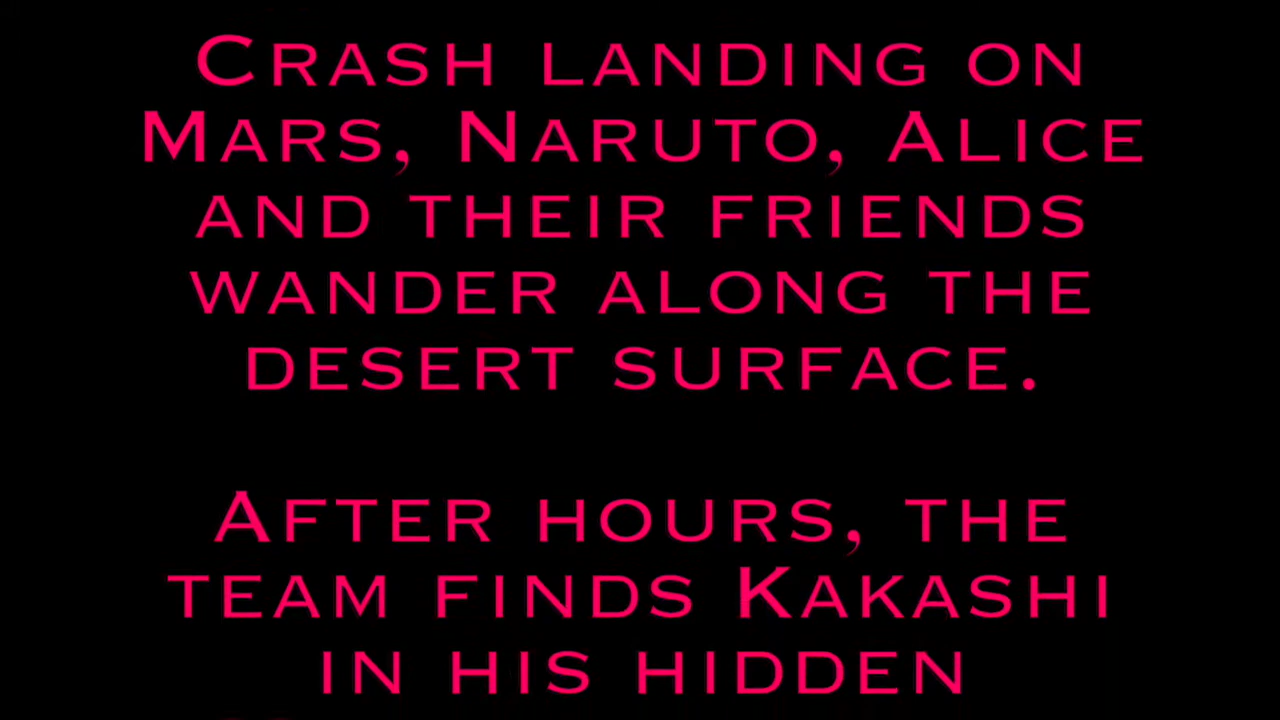 Crash landing on
Mars, Naruto, Alice
and their friends
wander along the
desert surface.
After hours, the
team finds Kakashi
in his hidden